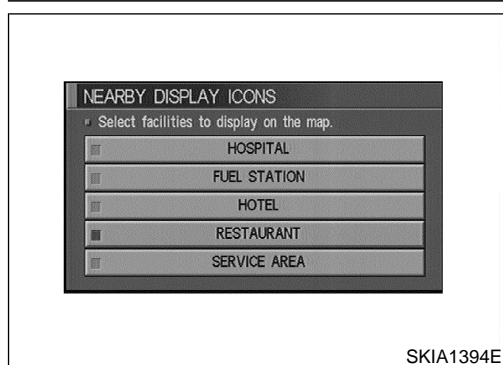 NEARBY DISPLAY ICONS
Select facilities to display on the map.
HOSPITAL
FUEL STATION
HOTEL
RESTAURANT
SERVICE AREA
SKIA1394E